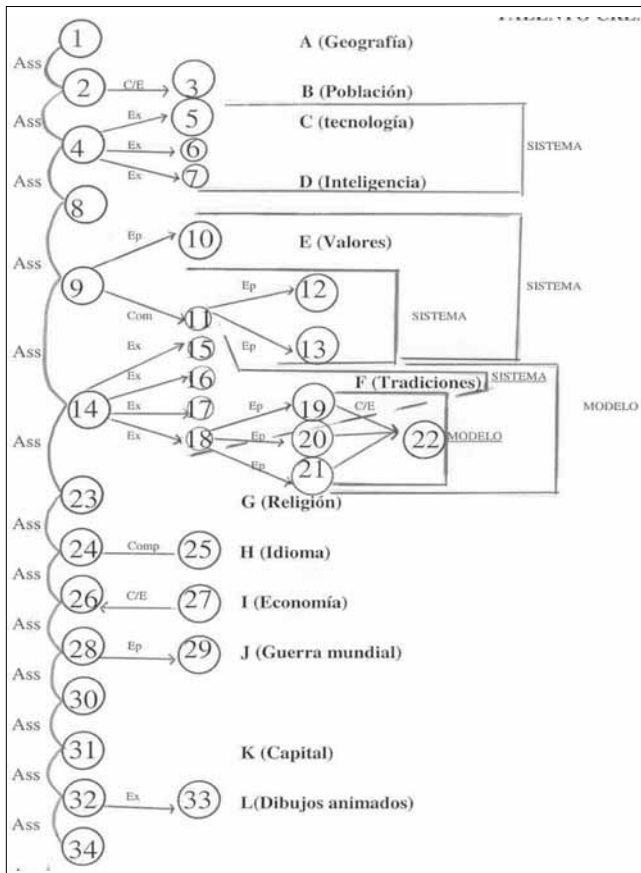 TALENTO CREA
1 A (Geografía)
Ass
2 C/E 3 B (Población)
Ass 5 C (tecnología)
Ex
4 Ex 6 SISTEMA
Ex 7 D (Inteligencia)
Ass
8
10 E (Valores)
Ep
Ass
9 12 SISTEMA
Ep
Com 11 SISTEMA
Ep 13
Ex 15
Ass
Ex 16 F (Tradiciones) SISTEMA
14 Ex 17 Ep 19 C/E MODELO
Ex 18 Ep 20 22 MODELO
Ass Ep 21
23 G (Religión)
Ass
24 Comp 25 H (Idioma)
Ass
26 C/E 27 I (Economía)
Ass
28 Ep 29 J (Guerra mundial)
Ass
30
Ass
31 K (Capital)
Ass
32 Ex 33 L(Dibujos animados)
Ass
34